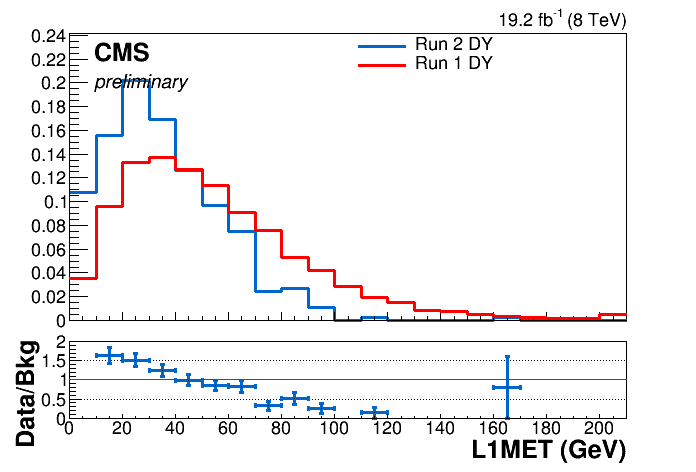 19.2 fb-1 (8 TeV)
CMS
preliminary
Run 2 DY
Run 1 DY
0.24
0.22
0.2
0.18
0.16
0.14
0.12
0.1
0.08
0.06
0.04
0.02
0
Data/Bkg
2
1.5
1
0.5
0
0 20 40 60 80 100 120 140 160 180 200
L1MET (GeV)